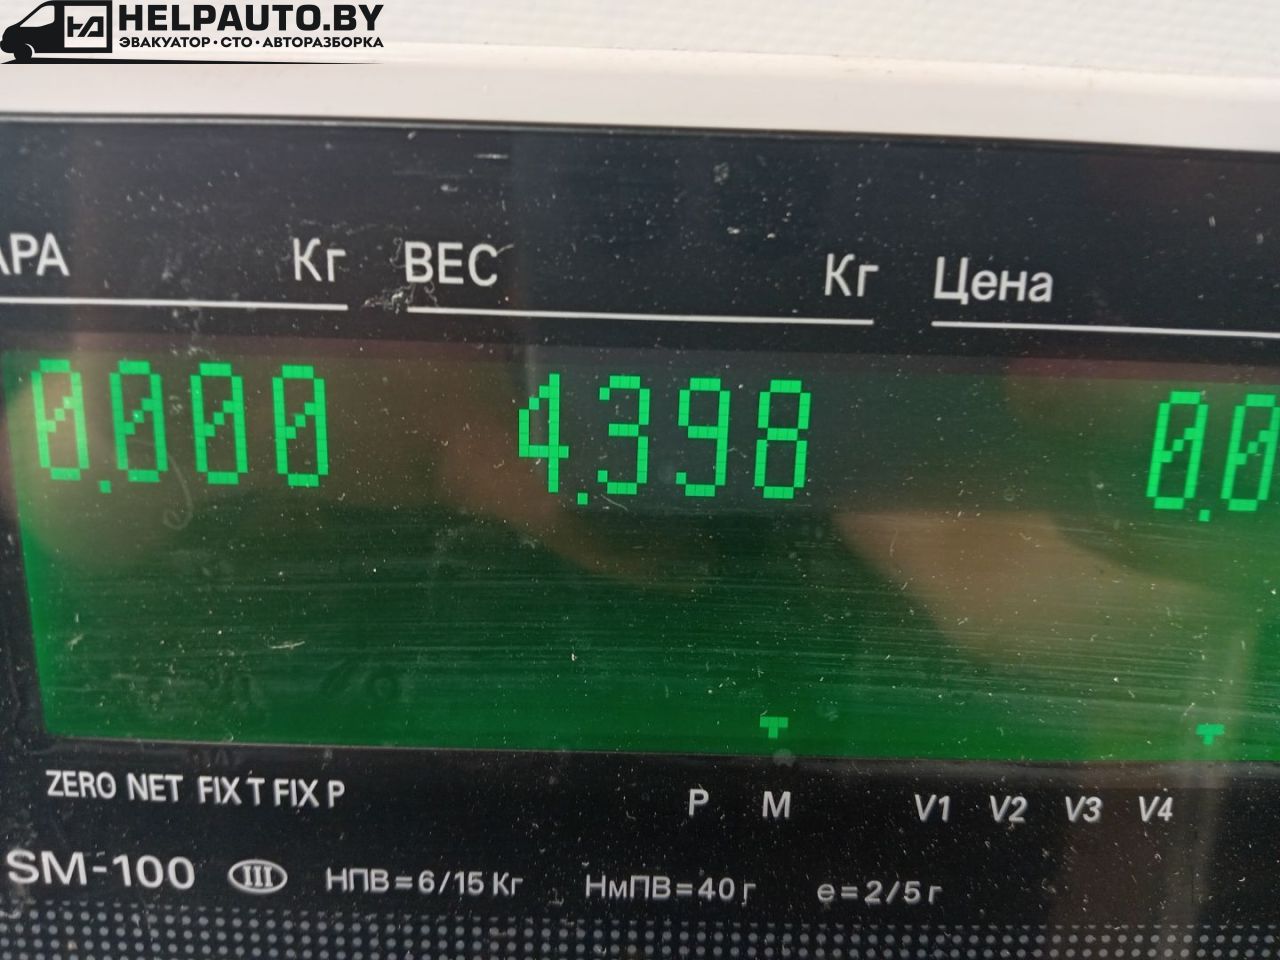 HELPAUTO.BY
ЭВАКУАТОР·СТО·АВТОРАЗБОРКА
АРА Кг ВЕС Кг Цена
0.000 4.398 0.0
ZERO NET FIX T FIX P P M V1 V2 V3 V4
SM-100 III НПВ=6/15 Кг НмПВ=40 г е=2/5 г